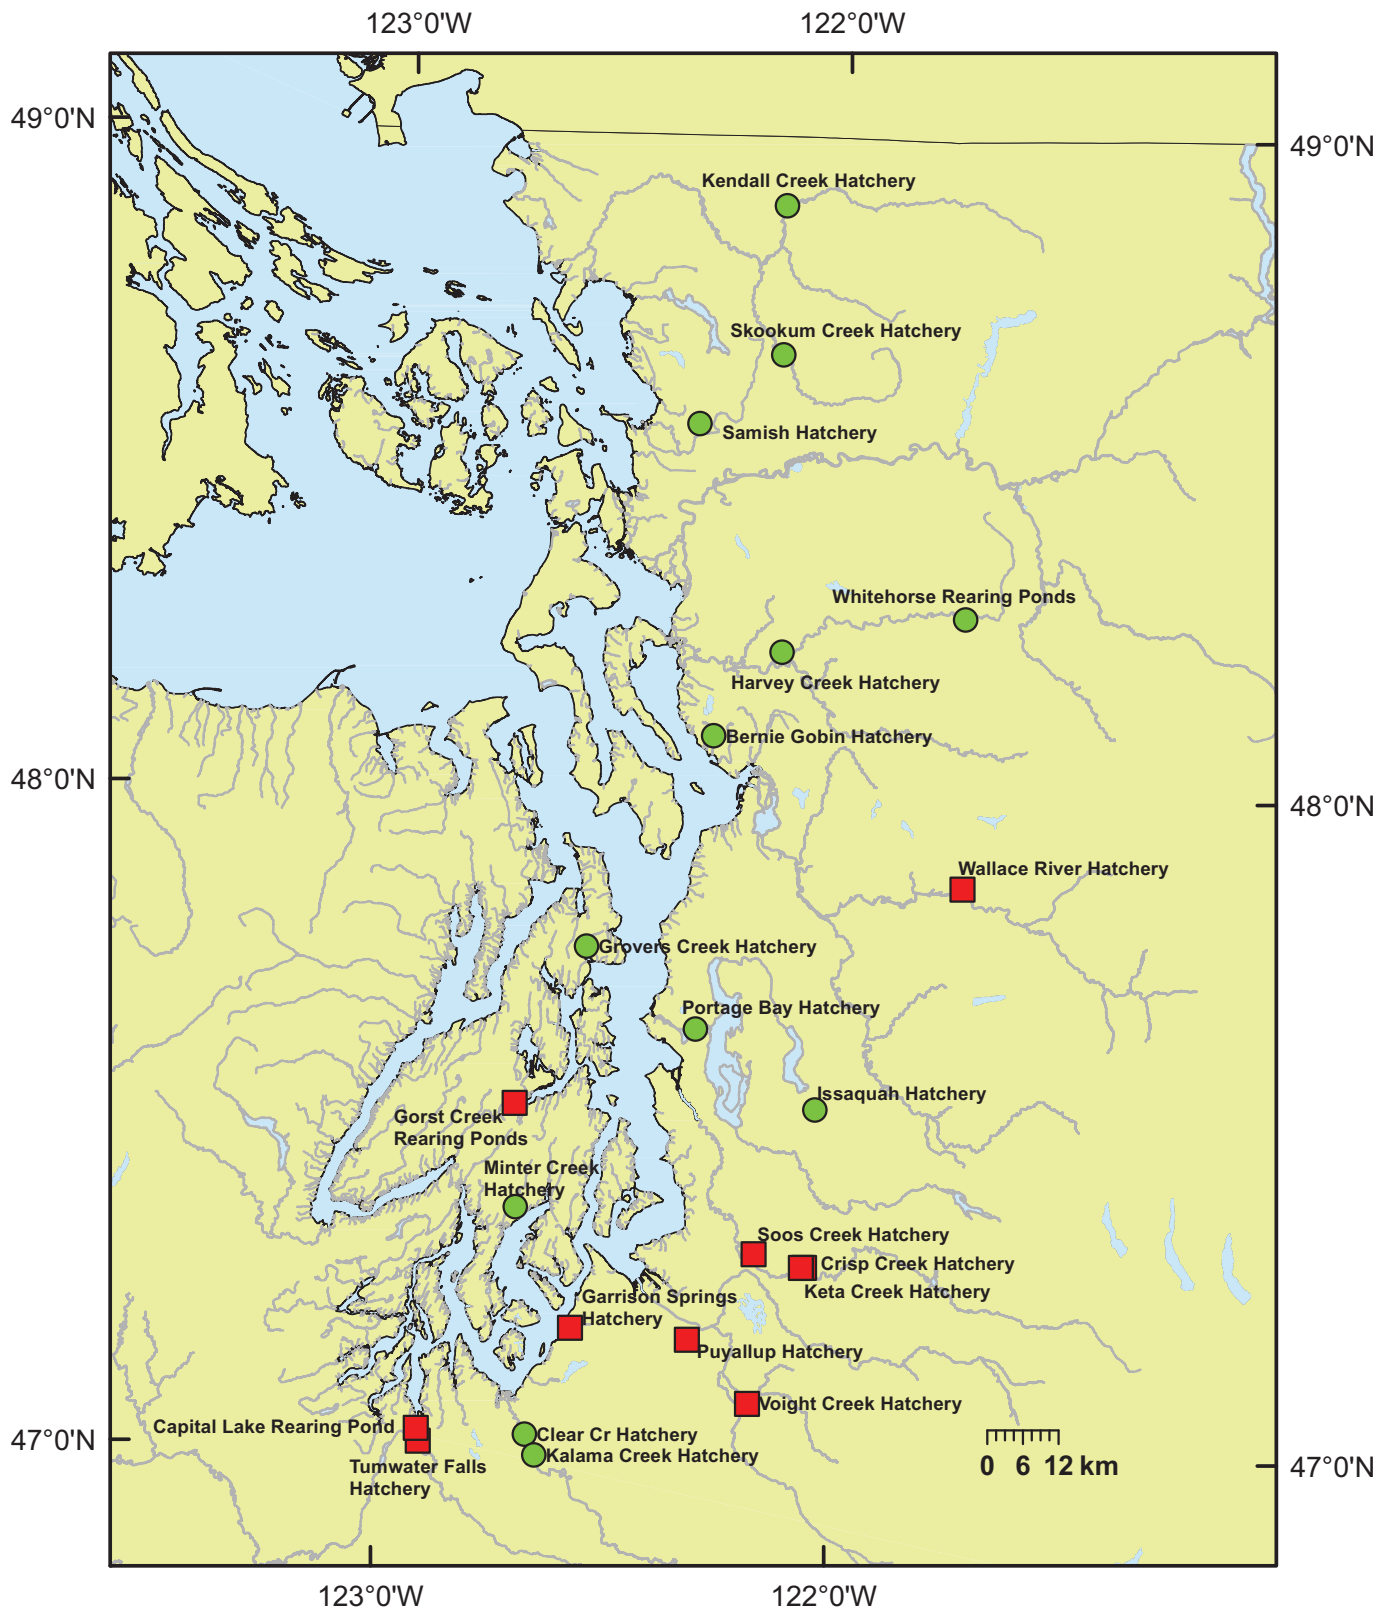 123°0'W
122°0'W
49°0'N
49°0'N
Kendall Creek Hatchery
Skookum Creek Hatchery
Samish Hatchery
Whitehorse Rearing Ponds
Harvey Creek Hatchery
Bernie Gobin Hatchery
48°0'N
48°0'N
Wallace River Hatchery
Grovers Creek Hatchery
Portage Bay Hatchery
Issaquah Hatchery
Gorst Creek
Rearing Ponds
Minter Creek
Hatchery
Soos Creek Hatchery
Crisp Creek Hatchery
Keta Creek Hatchery
Garrison Springs
Hatchery
Puyallup Hatchery
Voight Creek Hatchery
Capital Lake Rearing Pond
Clear Cr Hatchery
Kalama Creek Hatchery
Tumwater Falls
Hatchery
47°0'N
47°0'N
0 6 12 km
123°0'W
122°0'W